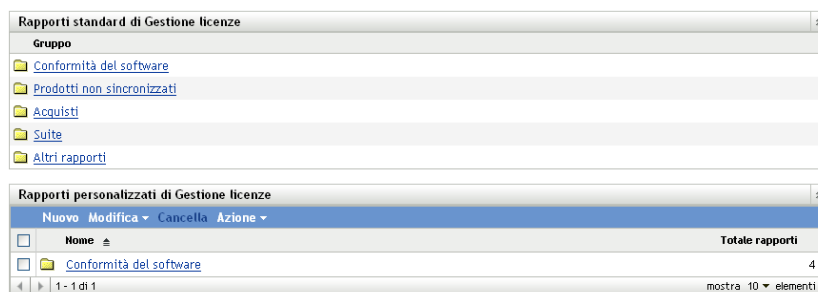 Rapporti standard di Gestione licenze
Gruppo
Conformità del software
Prodotti non sincronizzati
Acquisti
Suite
Altri rapporti
Rapporti personalizzati di Gestione licenze
Nuovo Modifica Cancella Azione
Nome Totale rapporti
Conformità del software 4
1 - 1 di 1 mostra 10 elementi